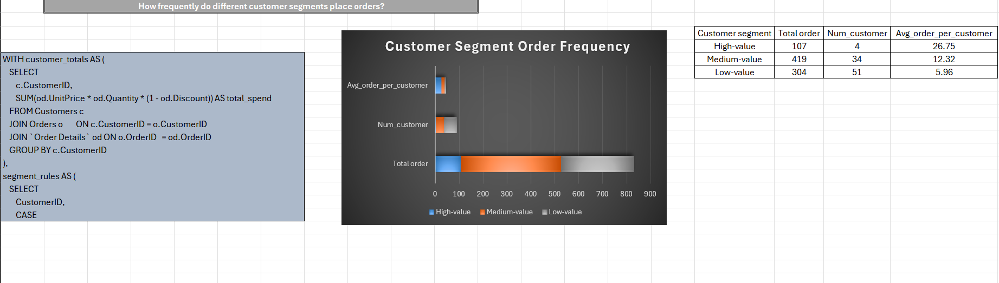 How frequently do different customer segments place orders?
WITH customer_totals AS (
SELECT
c.CustomerID,
SUM(od.UnitPrice * od.Quantity * (1 - od.Discount)) AS total_spend
FROM Customers c
JOIN Orders o ON c.CustomerID = o.CustomerID
JOIN `Order Details` od ON o.OrderID = od.OrderID
GROUP BY c.CustomerID
),
segment_rules AS (
SELECT
CustomerID,
CASE
Customer Segment Order Frequency
Avg_order_per_customer
Num_customer
Total order
0 100 200 300 400 500 600 700 800 900
High-value Medium-value Low-value
Customer segment Total order Num_customer Avg_order_per_customer
High-value 107 4 26.75
Medium-value 419 34 12.32
Low-value 304 51 5.96